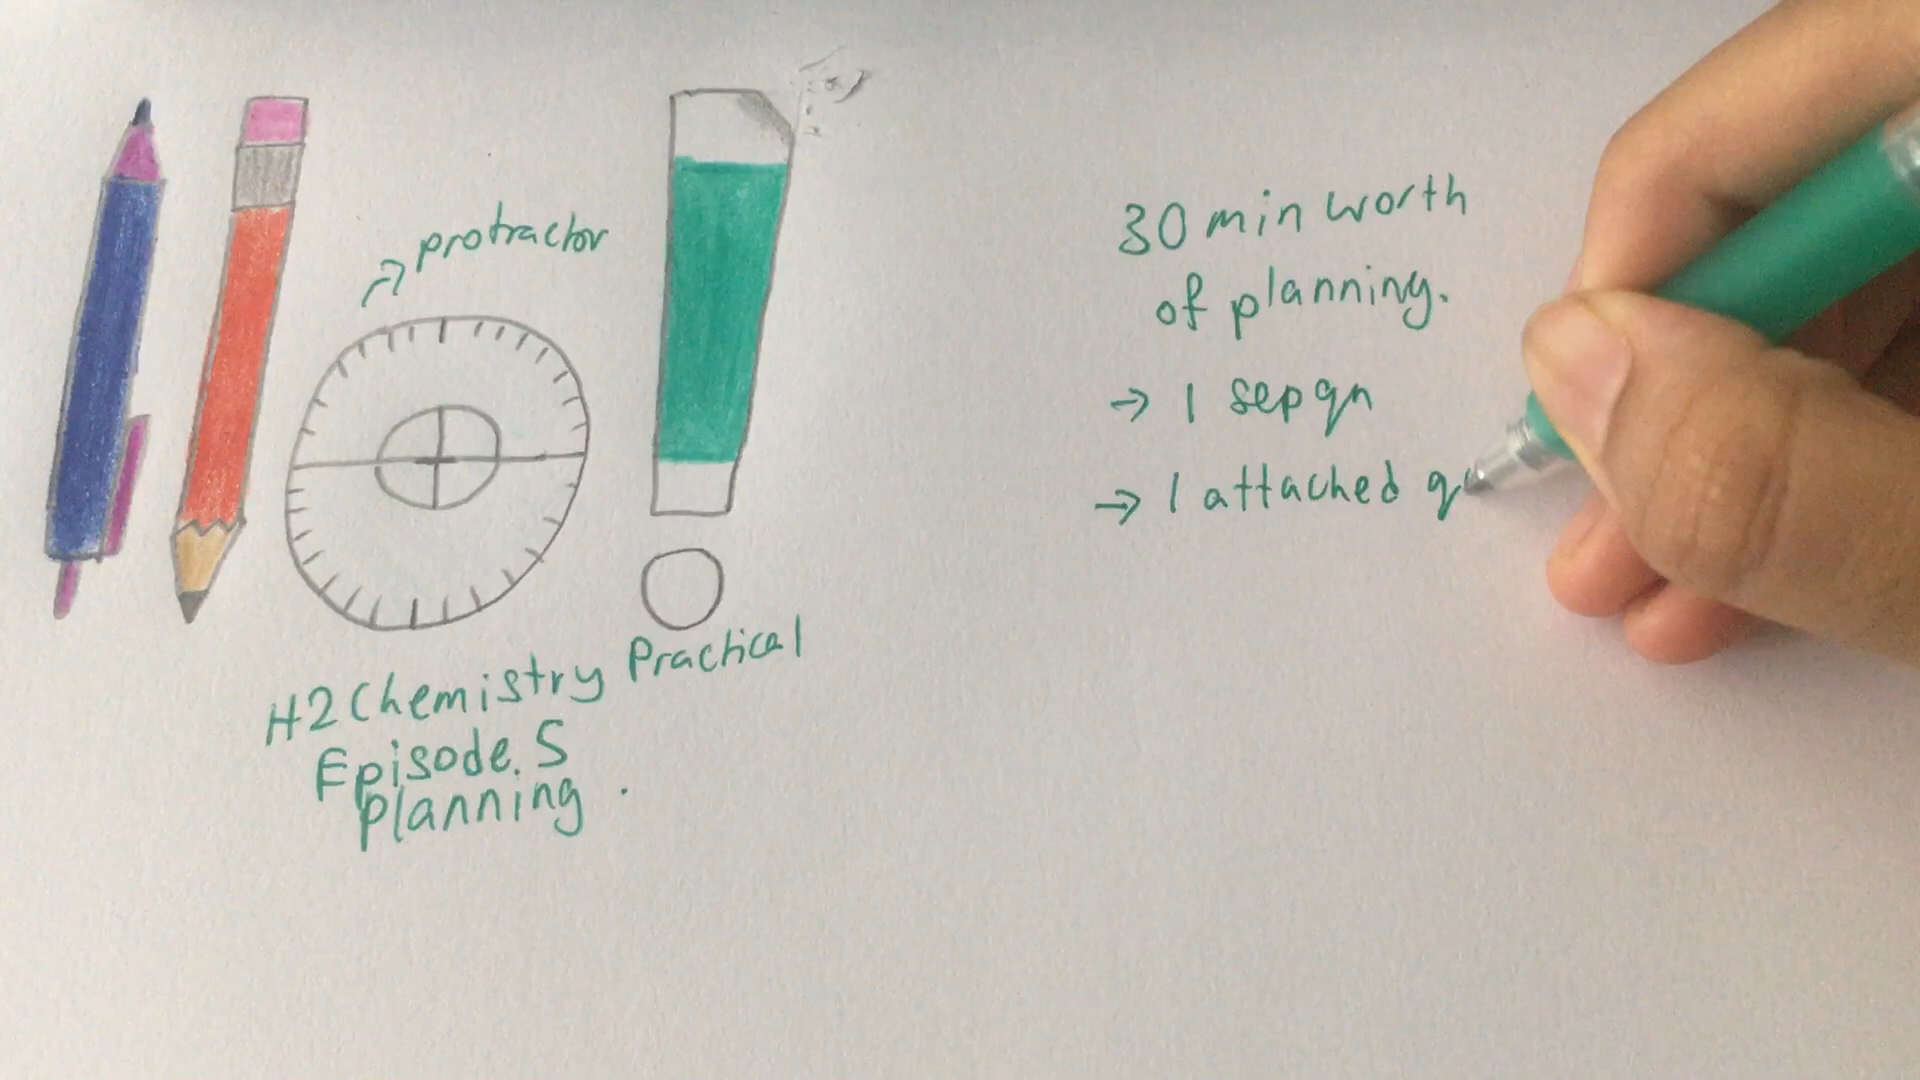 protractor
H2 Chemistry Practical
Episode. 5
planning.
30 min worth
of planning.
→ 1 sep qn
→ 1 attached q